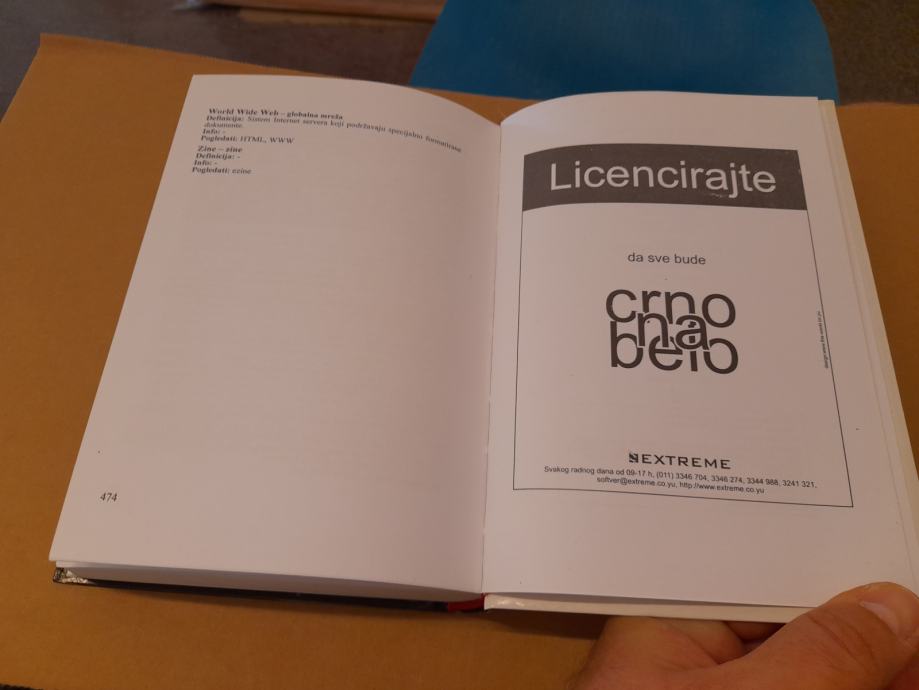 World Wide Web – globalna mreža
Definicija: Sistem Internet servera koji podržavaju specijalno formatirane
dokumente.
Info: -
Pogledati: HTML, WWW
Zine – zine
Definicija: -
Info: -
Pogledati: ezine
474
Licencirajte
da sve bude
crno
na
belo
EXTREME
Svakog radnog dana od 09-17 h, (011) 3346 704, 3346 274, 3344 988, 3241 321,
softver@extreme.co.yu, http://www.extreme.co.yu